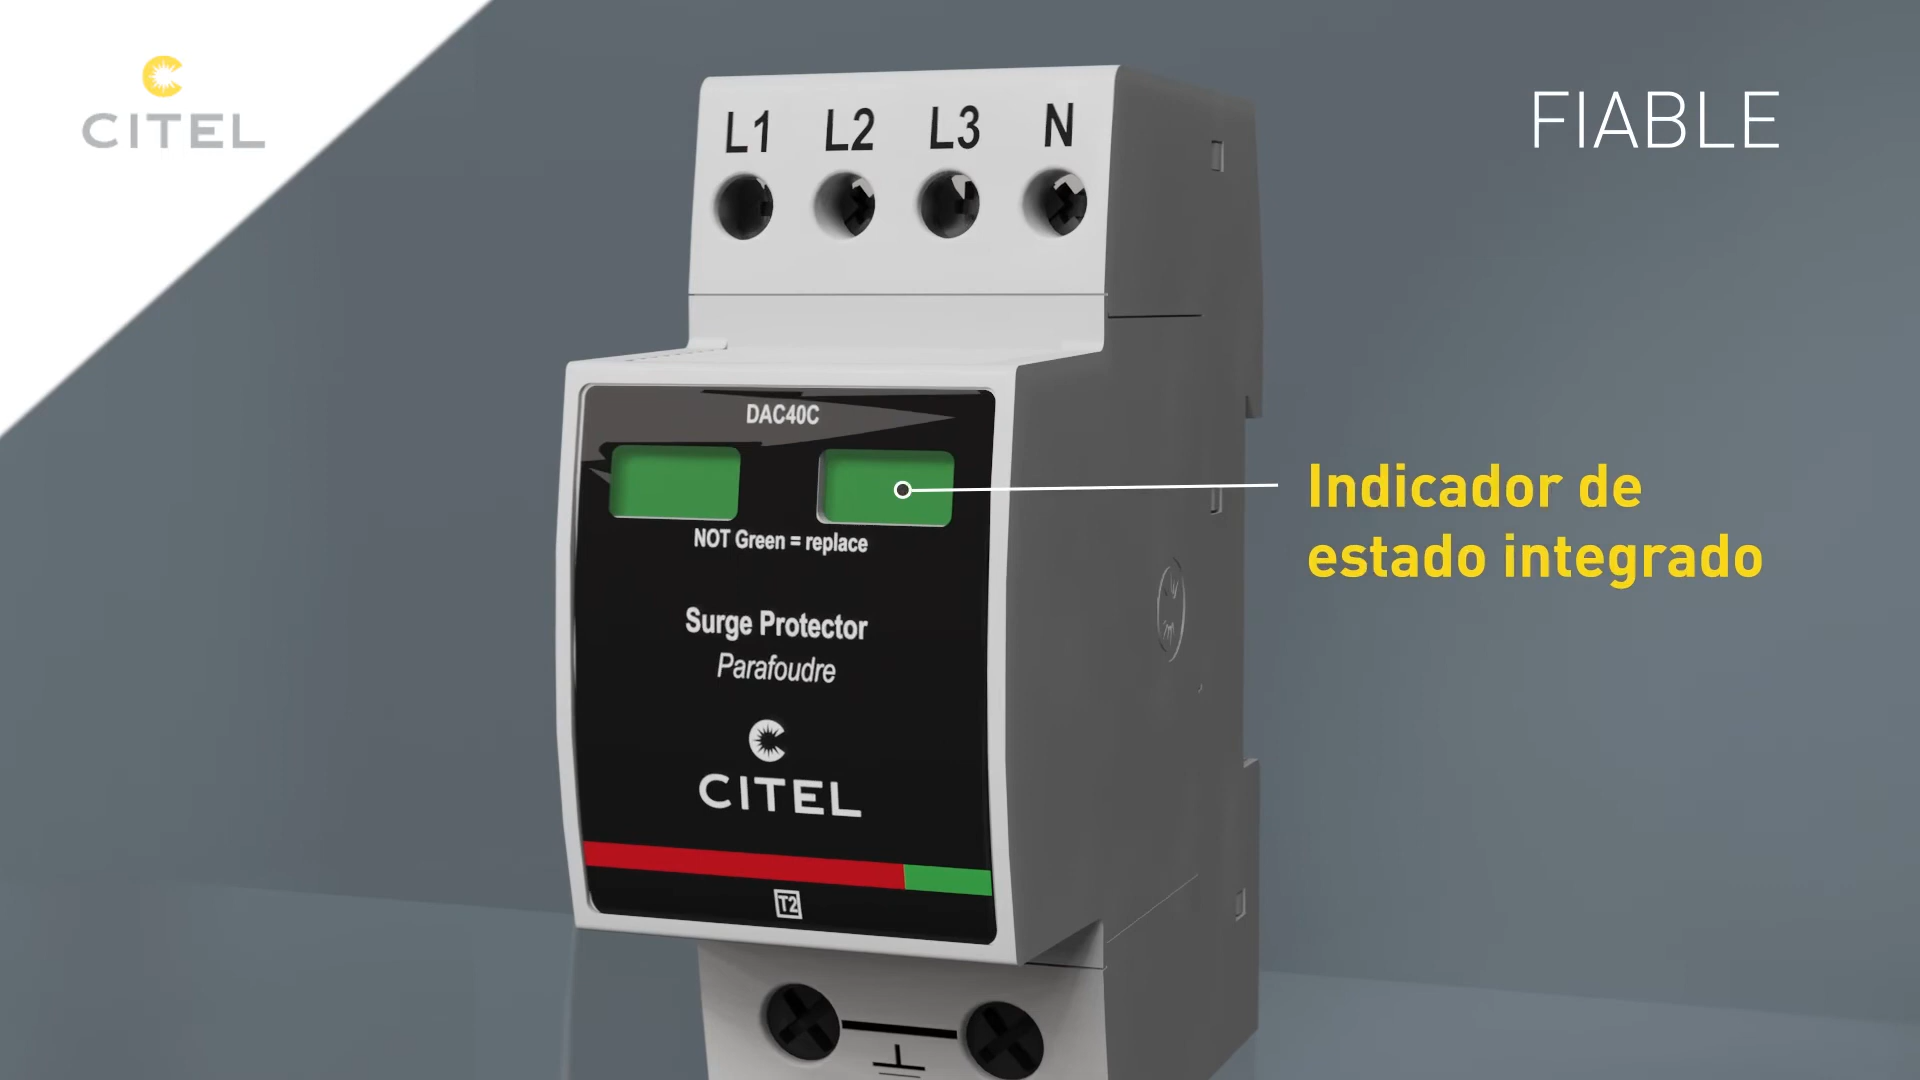 CITEL
FIABLE
L1 L2 L3 N
DAC40C
NOT Green = replace
Indicador de
estado integrado
Surge Protector
Parafoudre
CITEL
T2